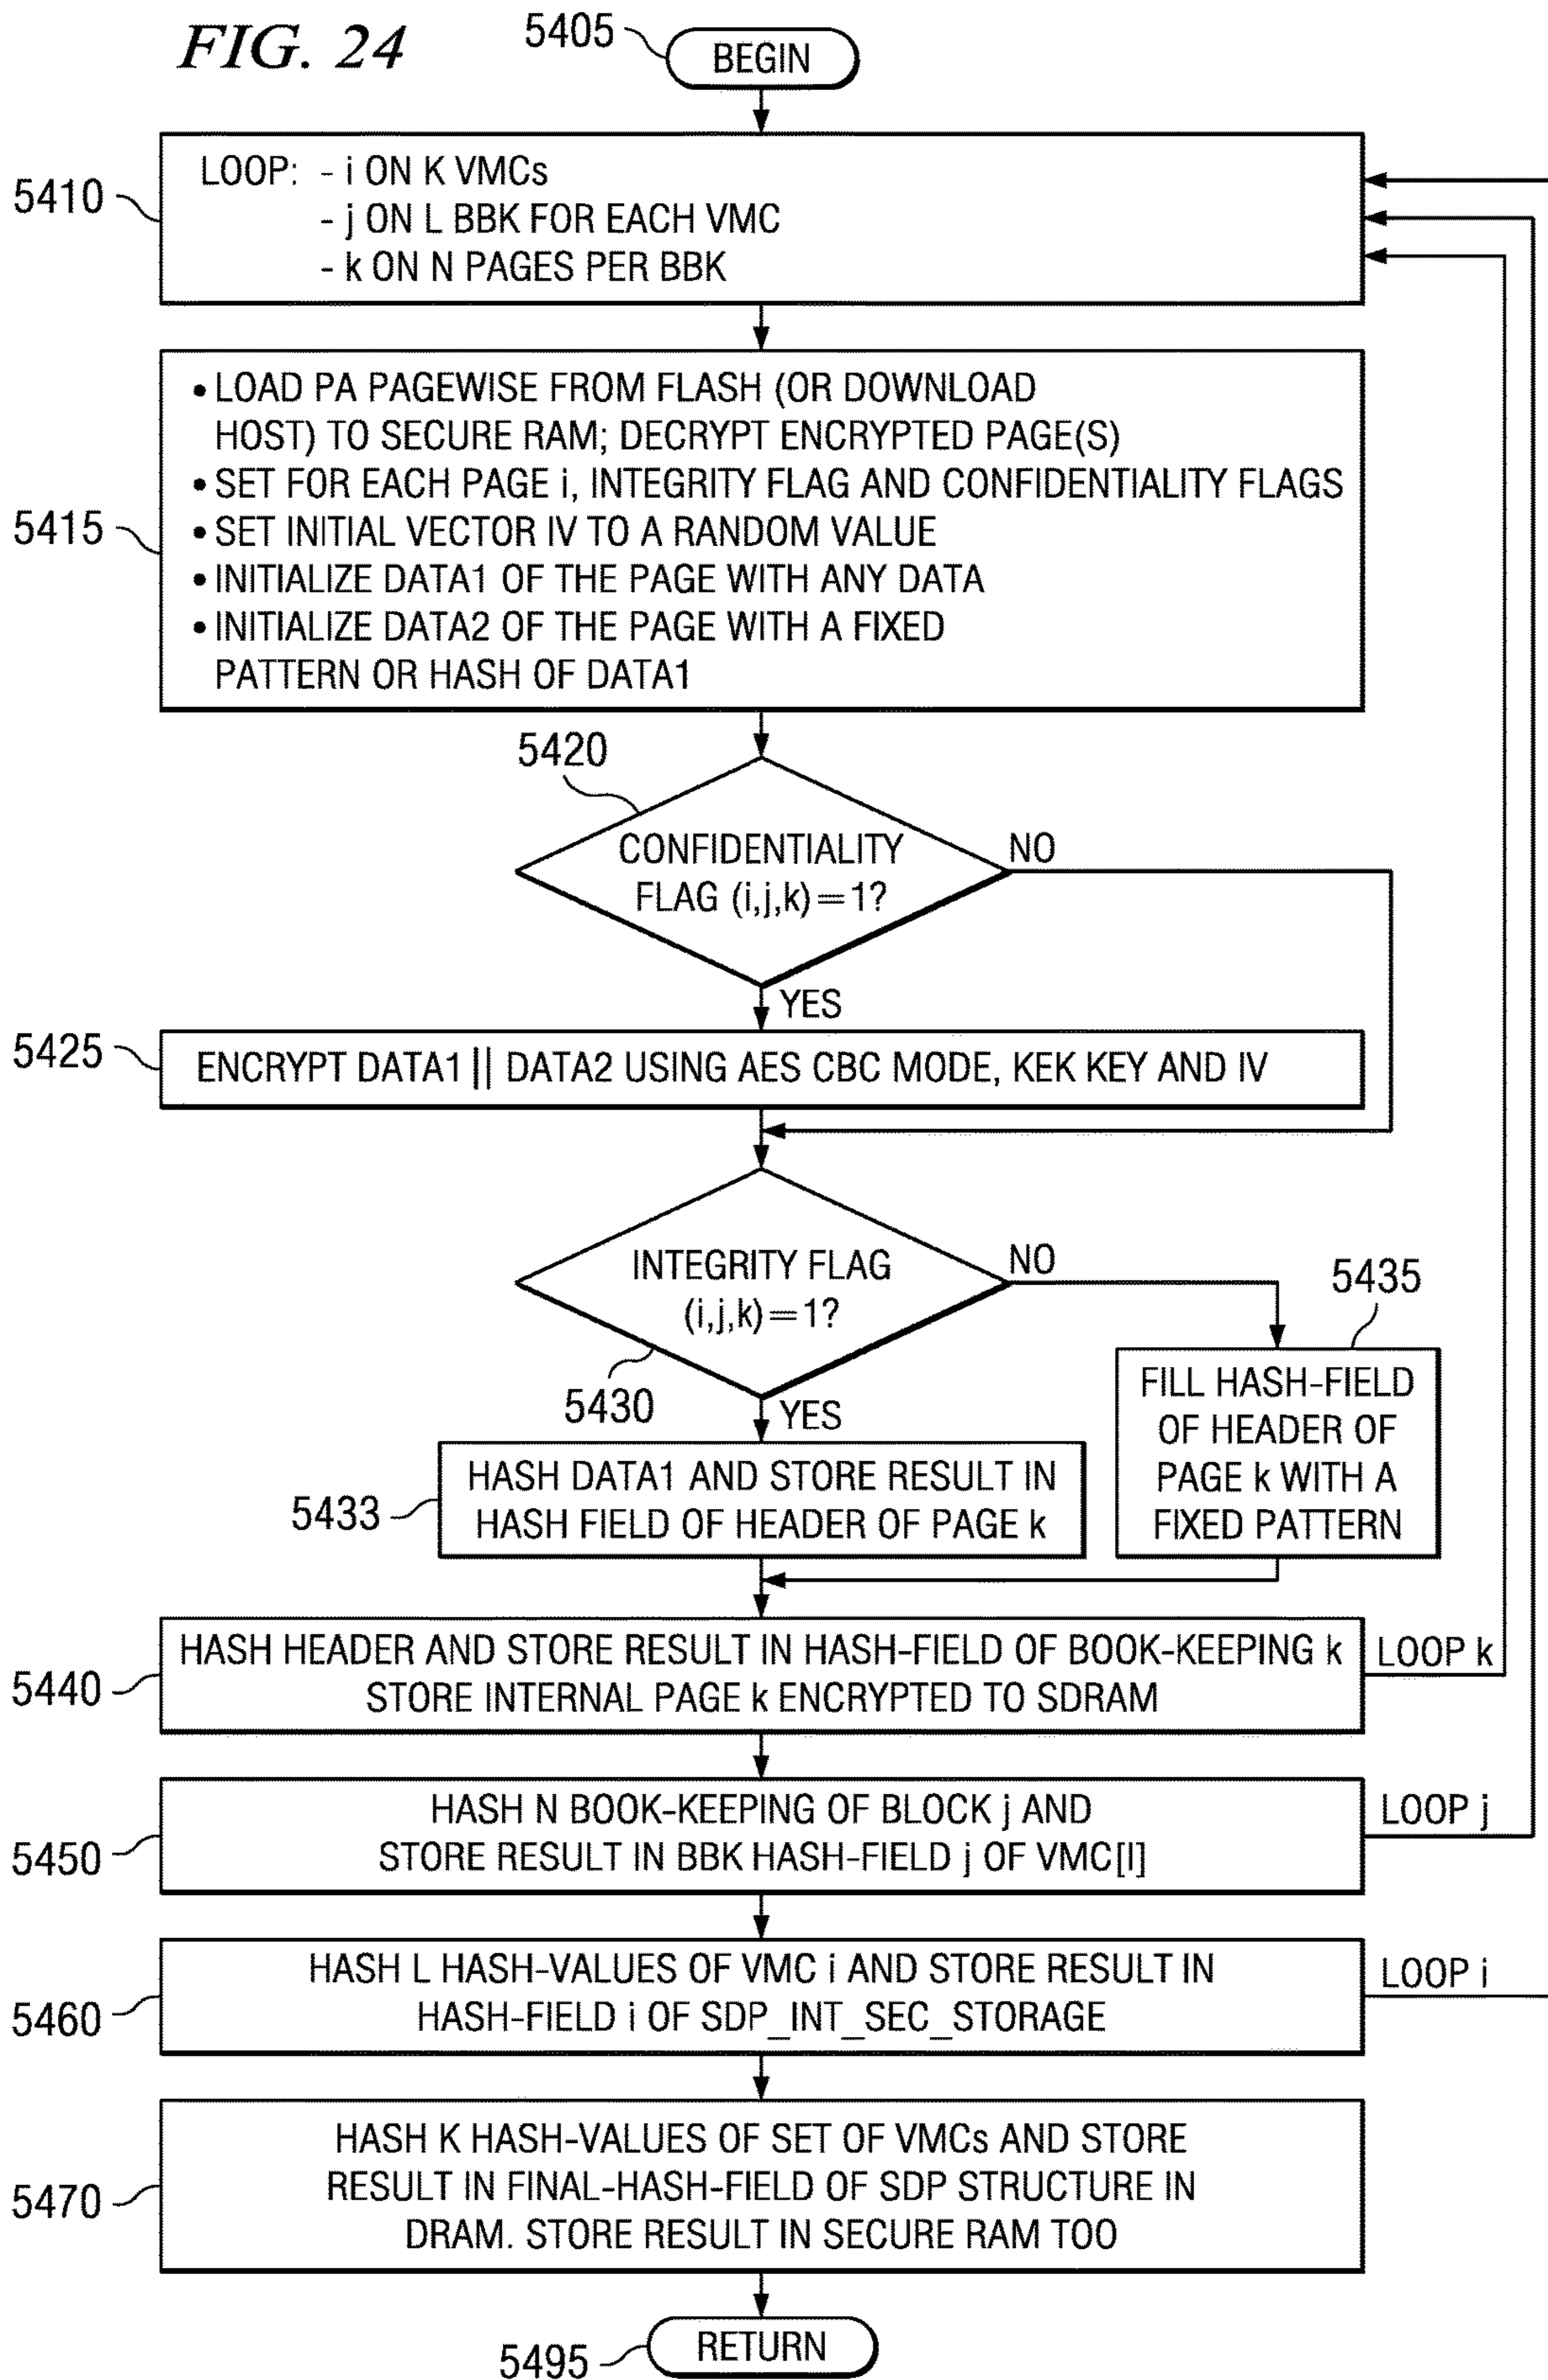 FIG. 24
5405
BEGIN
5410
LOOP: - i ON K VMCs
- j ON L BBK FOR EACH VMC
- k ON N PAGES PER BBK
5415
• LOAD PA PAGEWISE FROM FLASH (OR DOWNLOAD
HOST) TO SECURE RAM; DECRYPT ENCRYPTED PAGE(S)
• SET FOR EACH PAGE i, INTEGRITY FLAG AND CONFIDENTIALITY FLAGS
• SET INITIAL VECTOR IV TO A RANDOM VALUE
• INITIALIZE DATA1 OF THE PAGE WITH ANY DATA
• INITIALIZE DATA2 OF THE PAGE WITH A FIXED
PATTERN OR HASH OF DATA1
5420
CONFIDENTIALITY
FLAG (i,j,k)=1?
NO
YES
5425
ENCRYPT DATA1 || DATA2 USING AES CBC MODE, KEK KEY AND IV
INTEGRITY FLAG
(i,j,k)=1?
NO
5430
YES
5435
FILL HASH-FIELD
OF HEADER OF
PAGE k WITH A
FIXED PATTERN
5433
HASH DATA1 AND STORE RESULT IN
HASH FIELD OF HEADER OF PAGE k
5440
HASH HEADER AND STORE RESULT IN HASH-FIELD OF BOOK-KEEPING k
STORE INTERNAL PAGE k ENCRYPTED TO SDRAM
LOOP k
5450
HASH N BOOK-KEEPING OF BLOCK j AND
STORE RESULT IN BBK HASH-FIELD j OF VMC[I]
LOOP j
5460
HASH L HASH-VALUES OF VMC i AND STORE RESULT IN
HASH-FIELD i OF SDP_INT_SEC_STORAGE
LOOP i
5470
HASH K HASH-VALUES OF SET OF VMCs AND STORE
RESULT IN FINAL-HASH-FIELD OF SDP STRUCTURE IN
DRAM. STORE RESULT IN SECURE RAM TOO
5495
RETURN